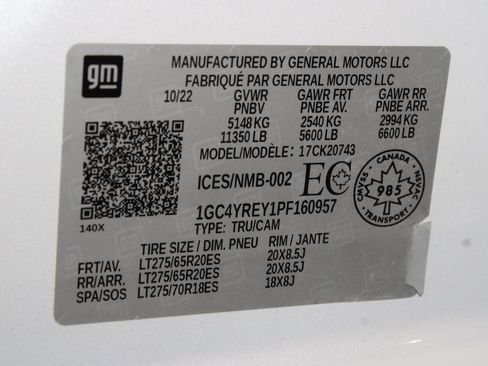 gm
MANUFACTURED BY GENERAL MOTORS LLC
FABRIQUÉ PAR GENERAL MOTORS LLC
10/22 GVWR GAWR FRT GAWR RR
PNBV PNBE AV. PNBE ARR.
5148 KG 2540 KG 2994 KG
11350 LB 5600 LB 6600 LB
MODEL/MODÈLE: 17CK20743
ICES/NMB-002 EC
CANADA
CMVSS 985 NSVAC
TRANSPORT
1GC4YREY1PF160957
140X TYPE: TRU/CAM
TIRE SIZE / DIM. PNEU RIM / JANTE
FRT/AV. LT275/65R20ES 20X8.5J
RR/ARR. LT275/65R20ES 20X8.5J
SPA/SOS LT275/70R18ES 18X8J